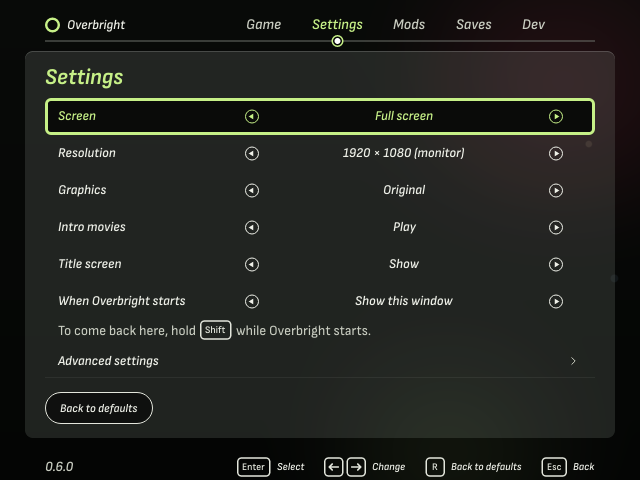 Overbright
Game
Settings
Mods
Saves
Dev
Settings
Screen
Full screen
Resolution
1920 × 1080 (monitor)
Graphics
Original
Intro movies
Play
Title screen
Show
When Overbright starts
Show this window
To come back here, hold Shift while Overbright starts.
Advanced settings
Back to defaults
0.6.0
Enter Select
← → Change
R Back to defaults
Esc Back